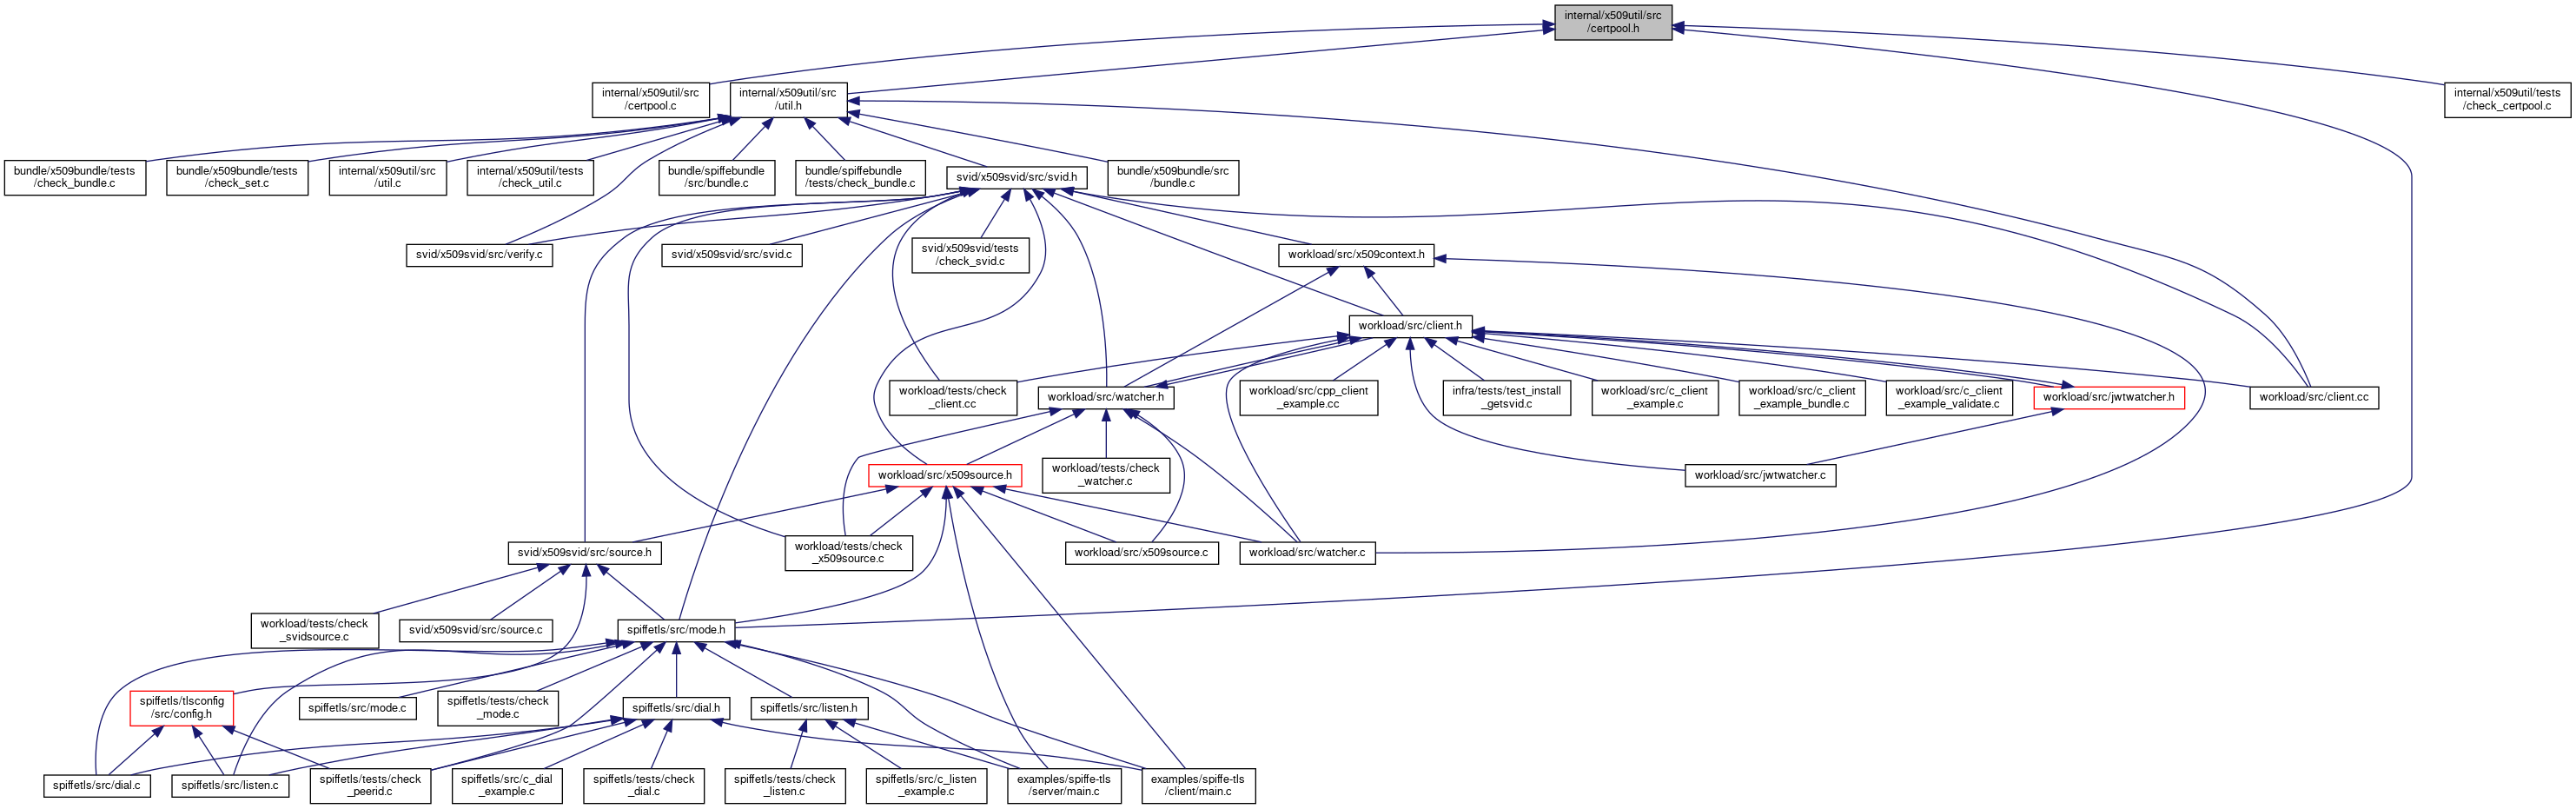 internal/x509util/src
/certpool.h
internal/x509util/src
/certpool.c
internal/x509util/src
/util.h
internal/x509util/tests
/check_certpool.c
bundle/x509bundle/tests
/check_bundle.c
bundle/x509bundle/tests
/check_set.c
internal/x509util/src
/util.c
internal/x509util/tests
/check_util.c
bundle/spiffebundle
/src/bundle.c
bundle/spiffebundle
/tests/check_bundle.c
svid/x509svid/src/svid.h
bundle/x509bundle/src
/bundle.c
svid/x509svid/src/verify.c
svid/x509svid/src/svid.c
svid/x509svid/tests
/check_svid.c
workload/src/x509context.h
workload/src/client.h
workload/tests/check
_client.cc
workload/src/watcher.h
workload/src/cpp_client
_example.cc
infra/tests/test_install
_getsvid.c
workload/src/c_client
_example.c
workload/src/c_client
_example_bundle.c
workload/src/c_client
_example_validate.c
workload/src/jwtwatcher.h
workload/src/client.cc
workload/src/x509source.h
workload/tests/check
_watcher.c
workload/src/jwtwatcher.c
svid/x509svid/src/source.h
workload/tests/check
_x509source.c
workload/src/x509source.c
workload/src/watcher.c
workload/tests/check
_svidsource.c
svid/x509svid/src/source.c
spiffetls/src/mode.h
spiffetls/tlsconfig
/src/config.h
spiffetls/src/mode.c
spiffetls/tests/check
_mode.c
spiffetls/src/dial.h
spiffetls/src/listen.h
spiffetls/src/dial.c
spiffetls/src/listen.c
spiffetls/tests/check
_peerid.c
spiffetls/src/c_dial
_example.c
spiffetls/tests/check
_dial.c
spiffetls/tests/check
_listen.c
spiffetls/src/c_listen
_example.c
examples/spiffe-tls
/server/main.c
examples/spiffe-tls
/client/main.c